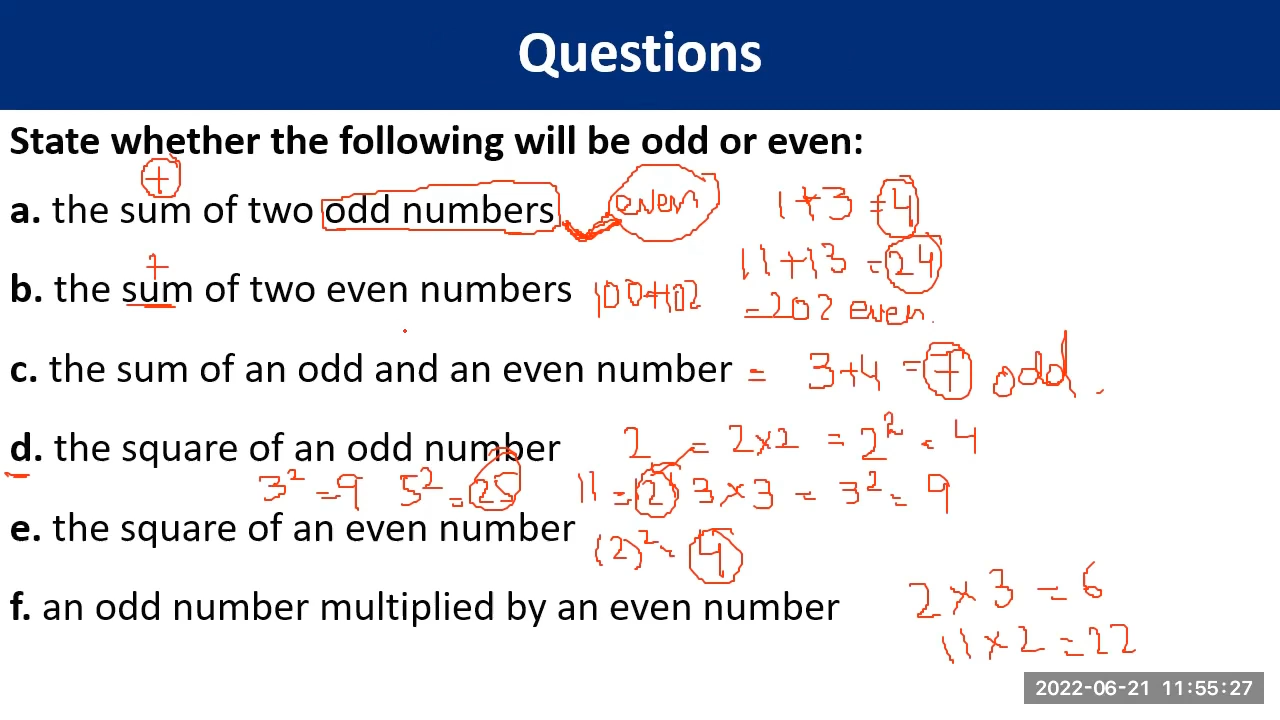 Questions
State whether the following will be odd or even:
+
a. the sum of two odd numbers even 1+3 = 4
+ 11+13 = 24
b. the sum of two even numbers 100+102 = 202 even.
c. the sum of an odd and an even number = 3+4 = 7 odd.
d. the square of an odd number 2 = 2×2 = 2² = 4
3² = 9 5² = 25 11 = 121 3×3 = 3² = 9
e. the square of an even number (2)² = 4
f. an odd number multiplied by an even number 2×3 = 6
11×2 = 22
2022-06-21 11:55:27